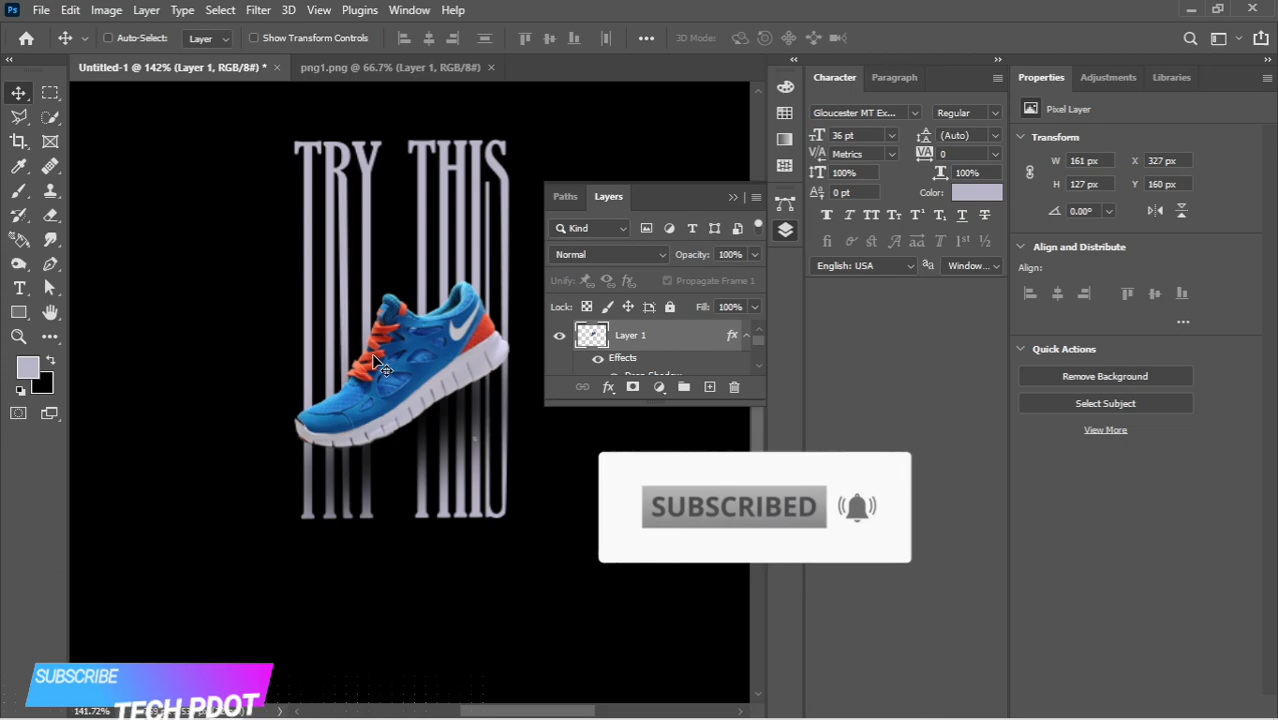 Ps File Edit Image Layer Type Select Filter 3D View Plugins Window Help
Auto-Select: Layer Show Transform Controls 3D Mode:
Untitled-1 @ 142% (Layer 1, RGB/8#) * png1.png @ 66.7% (Layer 1, RGB/8#)
TRY THIS
Paths Layers
Kind
Normal Opacity: 100%
Unify: Propagate Frame 1
Lock: Fill: 100%
Layer 1 fx
Effects
Character Paragraph
Gloucester MT Ex... Regular
36 pt (Auto)
Metrics 0
100% 100%
0 pt Color:
English: USA Window...
Properties Adjustments Libraries
Pixel Layer
Transform
W 161 px X 327 px
H 127 px Y 160 px
0.00°
Align and Distribute
Align:
Quick Actions
Remove Background
Select Subject
View More
SUBSCRIBED
SUBSCRIBE
TECH PDOT
141.72%